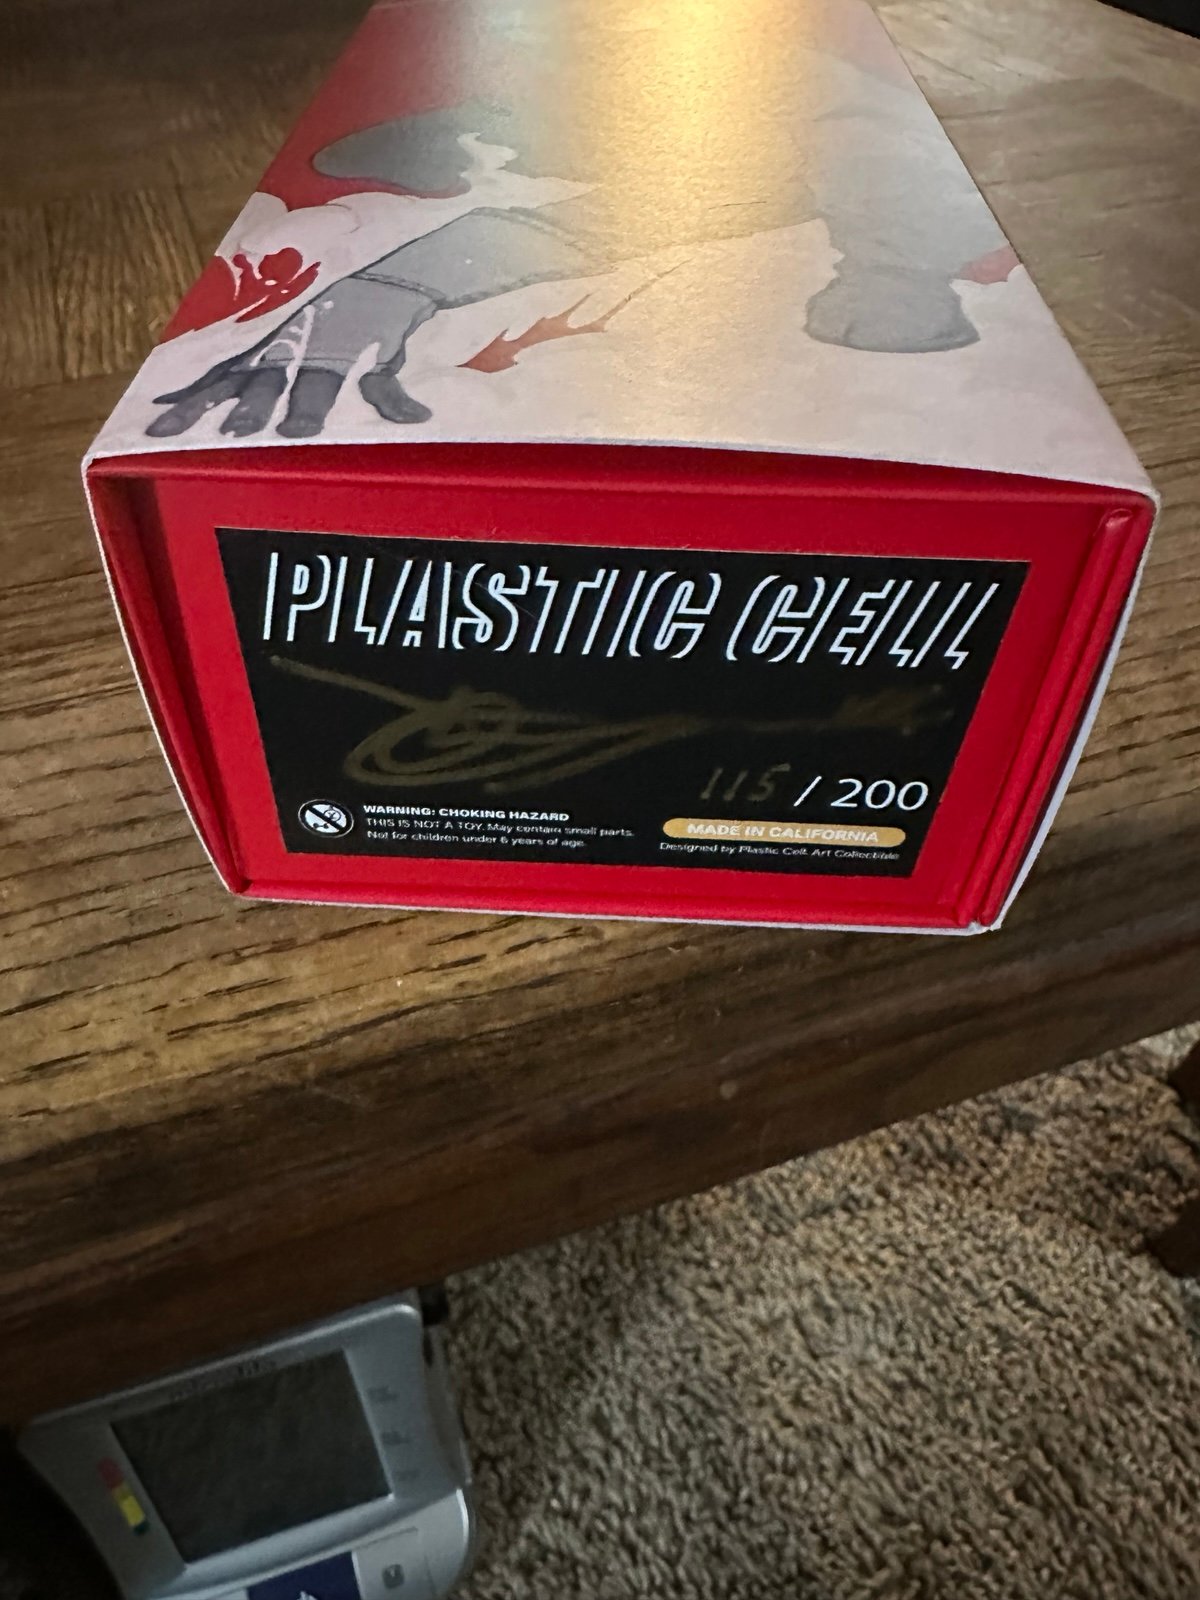 PLASTIC CELL
115 / 200
WARNING: CHOKING HAZARD
THIS IS NOT A TOY. May contain small parts.
Not for children under 6 years of age.
MADE IN CALIFORNIA
Designed by Plastic Cell. Art Collectible